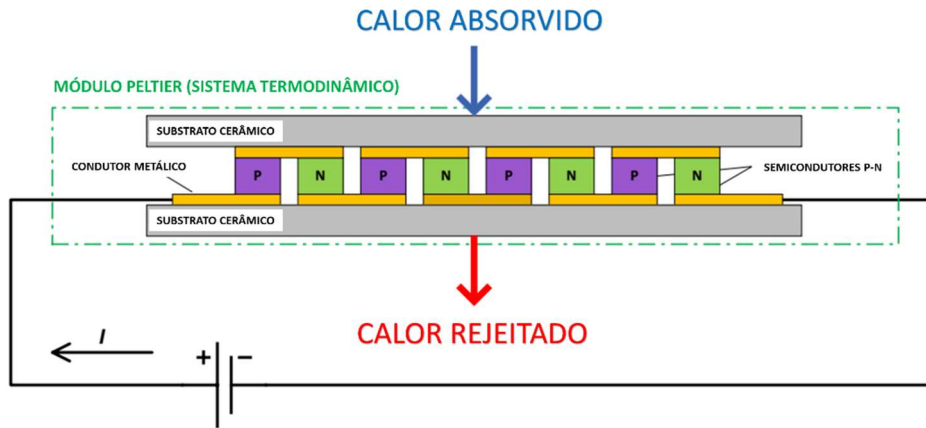 CALOR ABSORVIDO
MÓDULO PELTIER (SISTEMA TERMODINÂMICO)
SUBSTRATO CERÂMICO
CONDUTOR METÁLICO
P N P N P N P N
SEMICONDUTORES P-N
SUBSTRATO CERÂMICO
CALOR REJEITADO
I
+ −